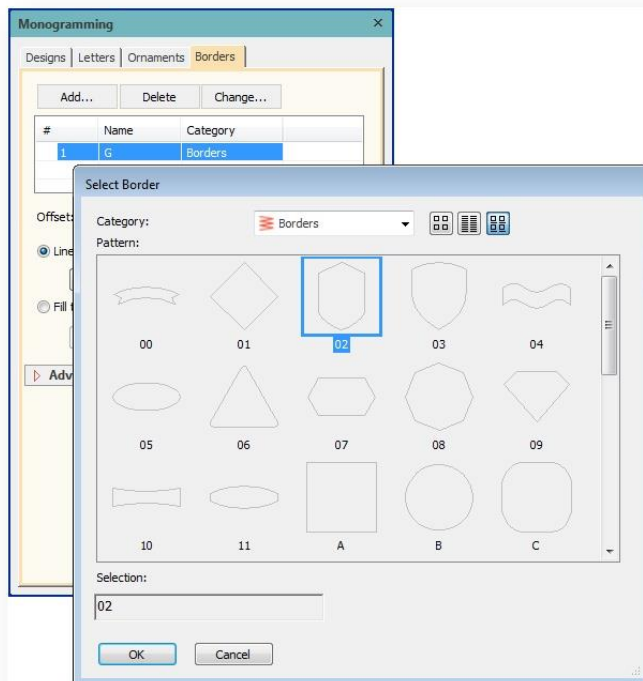 Monogramming
Designs Letters Ornaments Borders
Add... Delete Change...
# Name Category
1 G Borders
Select Border
Offset:
Category: Borders
Pattern:
Line
Fill
Adv
00 01 02 03 04
05 06 07 08 09
10 11 A B C
Selection:
02
OK Cancel